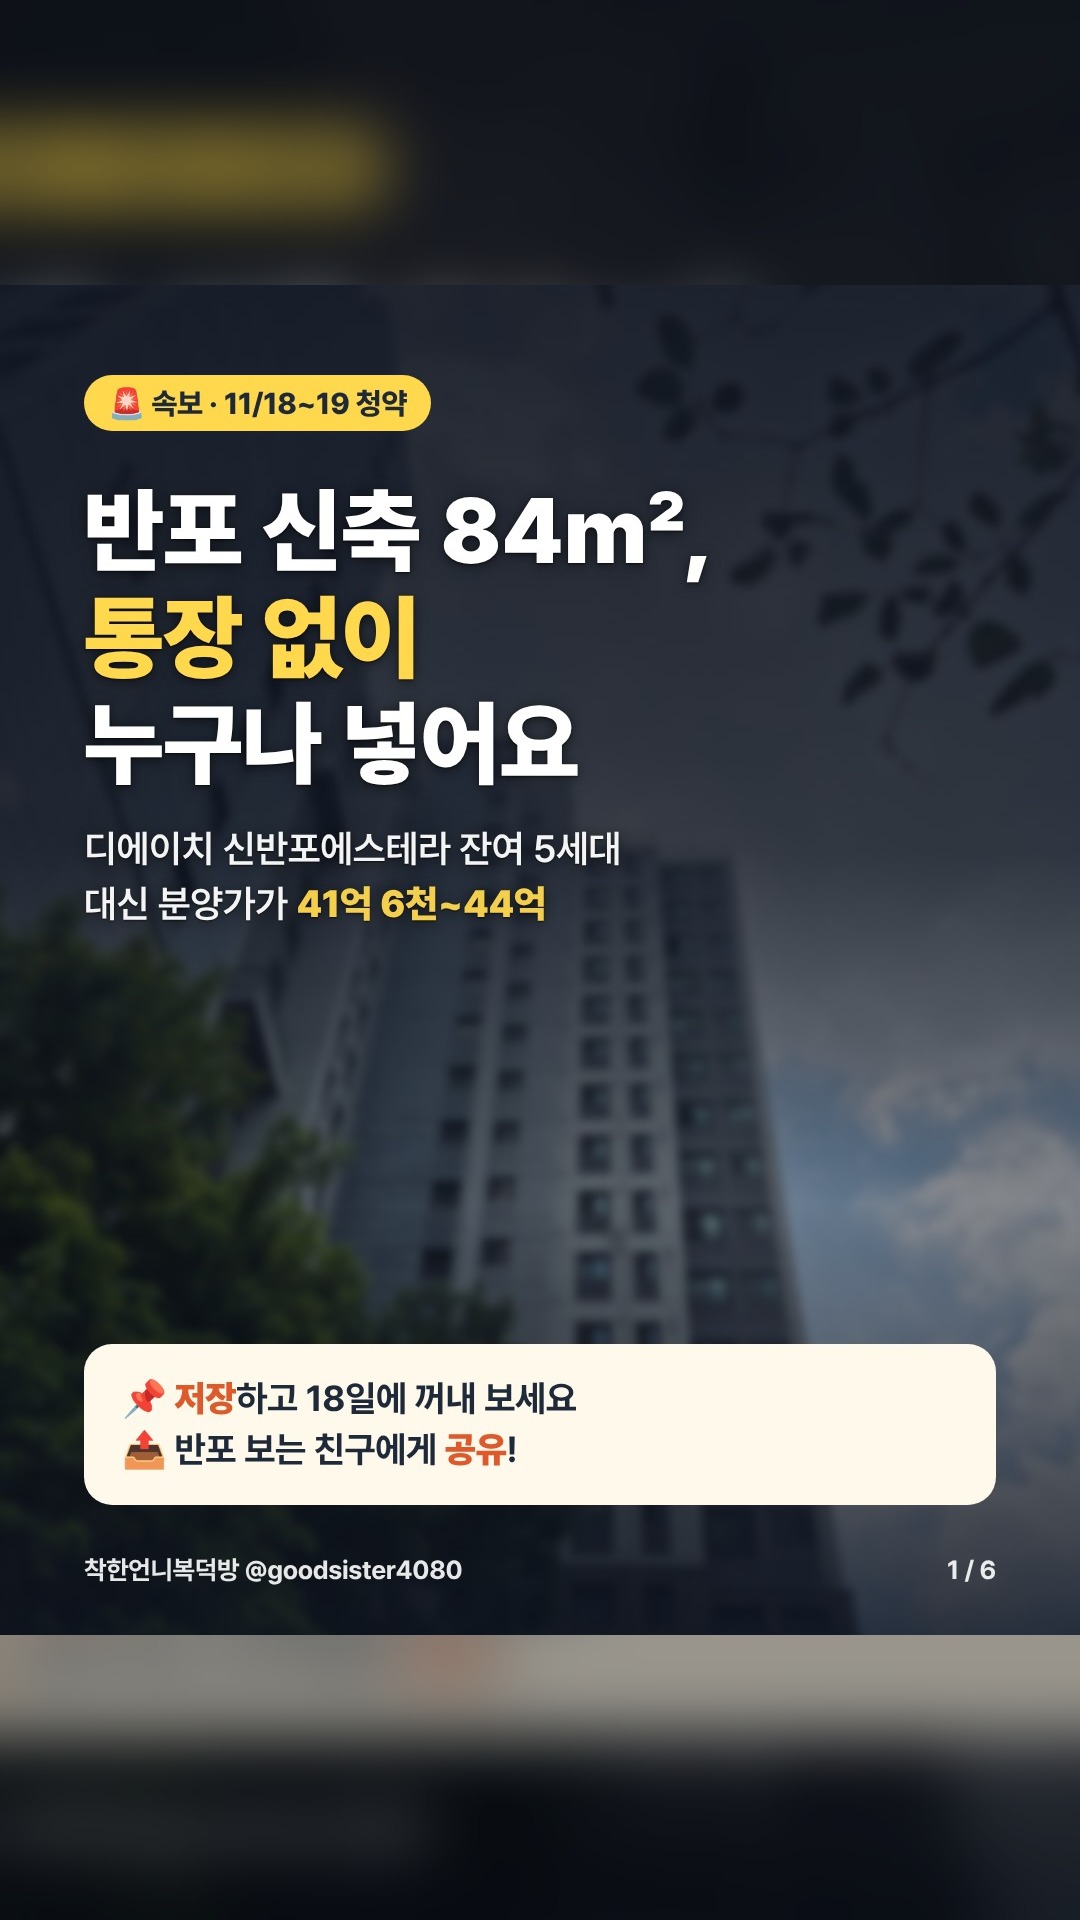 🚨 속보 · 11/18~19 청약
반포 신축 84m²,
통장 없이
누구나 넣어요
디에이치 신반포에스테라 잔여 5세대
대신 분양가가 41억 6천~44억
📌 저장하고 18일에 꺼내 보세요
📤 반포 보는 친구에게 공유!
착한언니복덕방 @goodsister4080
1 / 6